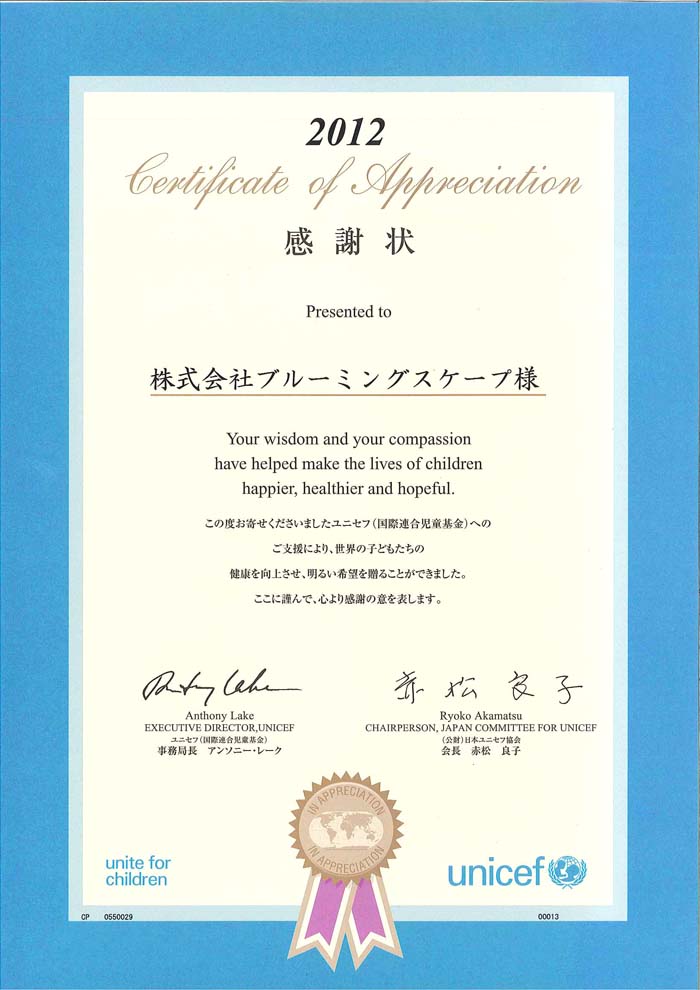 2012
Certificate of Appreciation
感謝状
Presented to
株式会社ブルーミングスケープ様
Your wisdom and your compassion
have helped make the lives of children
happier, healthier and hopeful.
この度お寄せくださいましたユニセフ（国際連合児童基金）への
ご支援により、世界の子どもたちの
健康を向上させ、明るい希望を贈ることができました。
ここに謹んで、心より感謝の意を表します。
Anthony Lake
EXECUTIVE DIRECTOR,UNICEF
ユニセフ（国際連合児童基金）
事務局長 アンソニー・レーク
赤松良子
Ryoko Akamatsu
CHAIRPERSON, JAPAN COMMITTEE FOR UNICEF
（公財）日本ユニセフ協会
会長 赤松 良子
IN APPRECIATION
IN APPRECIATION
unite for
children
unicef
CP 0550029
00013